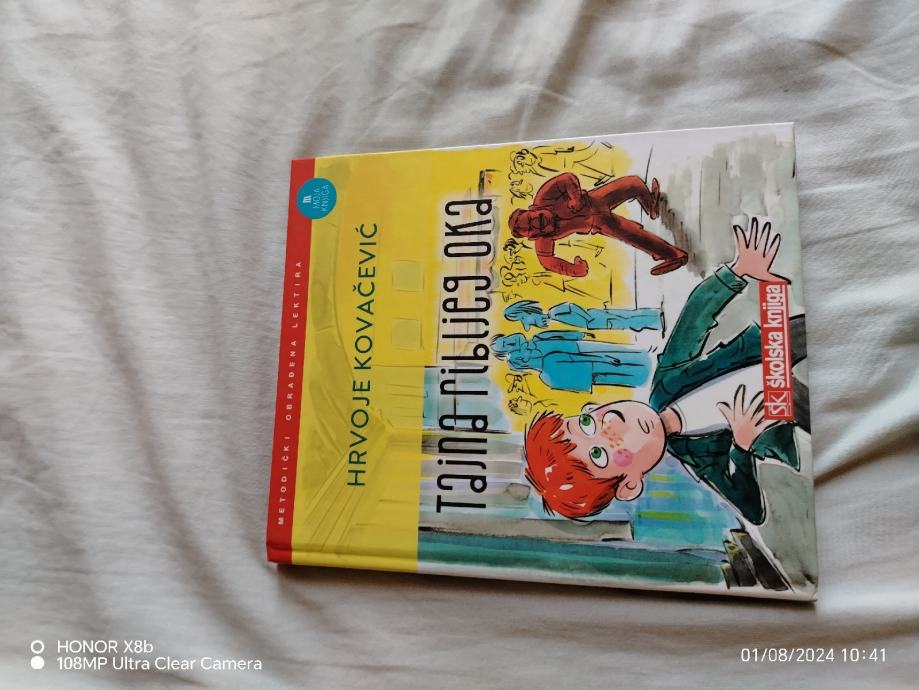 METODIČKI OBRAĐENA LEKTIRA
m
MOJA
KNJIGA
HRVOJE KOVAČEVIĆ
Tajna ribljeg oka
šk školska knjiga
HONOR X8b
108MP Ultra Clear Camera
01/08/2024 10:41